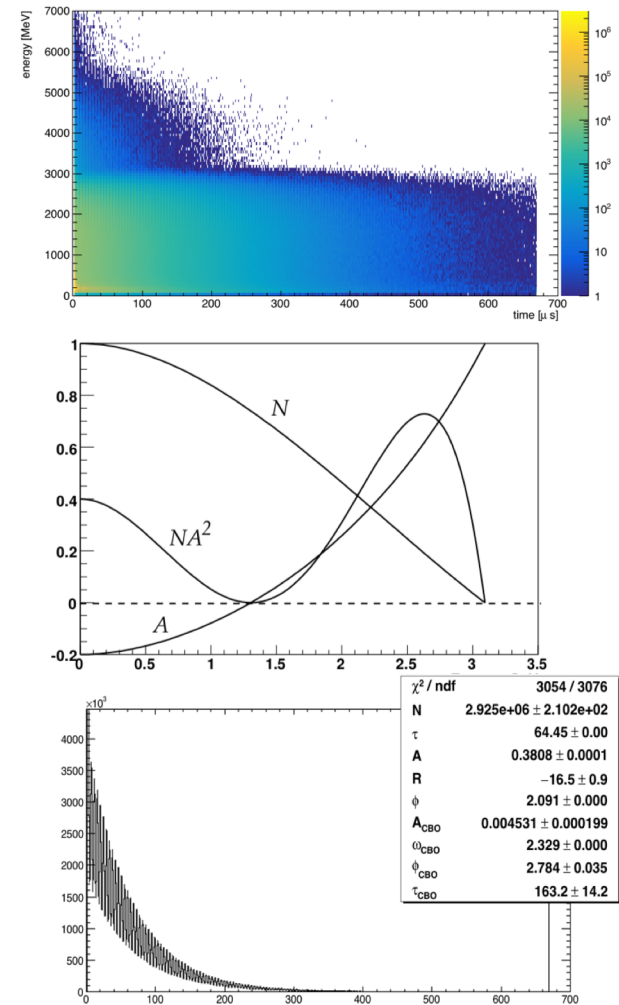 energy [MeV]
7000
6000
5000
4000
3000
2000
1000
0
0 100 200 300 400 500 600 700
time [μ s]
10⁶
10⁵
10⁴
10³
10²
10
1
1
0.8
0.6
0.4
0.2
0
-0.2
N
NA²
A
0 0.5 1 1.5 2 2.5 3 3.5
×10³
4000
3500
3000
2500
2000
1500
1000
500
0
0 100 200 300 400 500 600 700
χ² / ndf 3054 / 3076
N 2.925e+06 ± 2.102e+02
τ 64.45 ± 0.00
A 0.3808 ± 0.0001
R −16.5 ± 0.9
ϕ 2.091 ± 0.000
A_CBO 0.004531 ± 0.000199
ω_CBO 2.329 ± 0.000
ϕ_CBO 2.784 ± 0.035
τ_CBO 163.2 ± 14.2